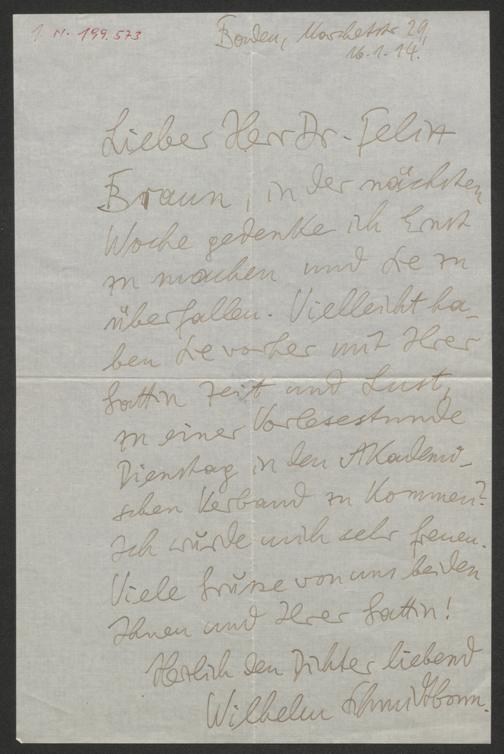 I. N. 199.573
Baden, Marchetstr 29,
16.1.14.
Lieber Herr Dr. Felix
Braun, in der nächsten
Woche gedenke ich Ernst
zu machen und Sie zu
überfallen. Vielleicht ha-
ben Sie vorher mit Ihrer
Gattin Zeit und Lust,
zu einer Vorlesestunde
Dienstag in den Akademi-
schen Verband zu kommen?
Ich würde mich sehr freuen.
Viele Grüsse von uns beiden
Ihnen und Ihrer Gattin!
Herzlich den Dichter liebend
Wilhelm Schmidtbonn.